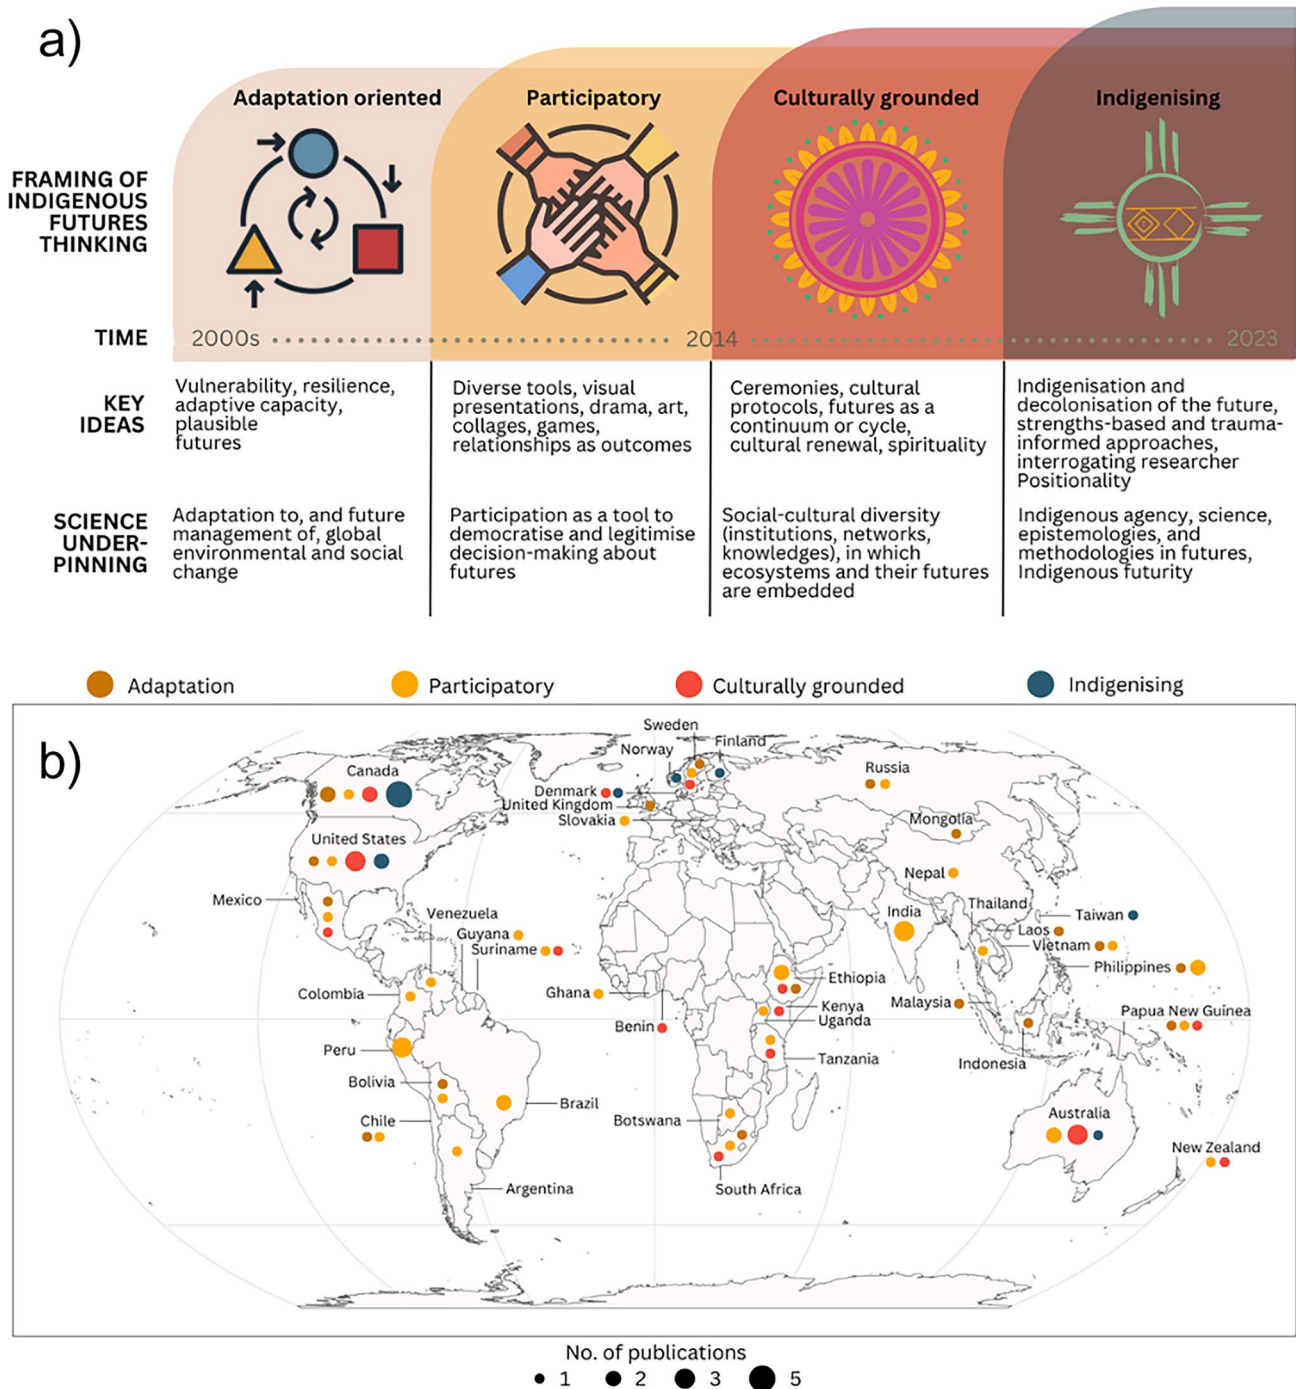 a)
Adaptation oriented
Participatory
Culturally grounded
Indigenising
FRAMING OF
INDIGENOUS
FUTURES
THINKING
TIME
2000s
2014
2023
KEY
IDEAS
Vulnerability, resilience,
adaptive capacity,
plausible
futures
Diverse tools, visual
presentations, drama, art,
collages, games,
relationships as outcomes
Ceremonies, cultural
protocols, futures as a
continuum or cycle,
cultural renewal, spirituality
Indigenisation and
decolonisation of the future,
strengths-based and trauma-
informed approaches,
interrogating researcher
Positionality
SCIENCE
UNDER-
PINNING
Adaptation to, and future
management of, global
environmental and social
change
Participation as a tool to
democratise and legitimise
decision-making about
futures
Social-cultural diversity
(institutions, networks,
knowledges), in which
ecosystems and their futures
are embedded
Indigenous agency, science,
epistemologies, and
methodologies in futures,
Indigenous futurity
Adaptation
Participatory
Culturally grounded
Indigenising
b)
Sweden
Norway
Finland
Canada
Russia
Denmark
United Kingdom
Slovakia
Mongolia
United States
Nepal
Mexico
Thailand
Venezuela
India
Taiwan
Guyana
Laos
Suriname
Vietnam
Philippines
Ethiopia
Colombia
Ghana
Malaysia
Kenya
Papua New Guinea
Uganda
Benin
Peru
Tanzania
Indonesia
Bolivia
Brazil
Botswana
Australia
Chile
New Zealand
Argentina
South Africa
No. of publications
1
2
3
5